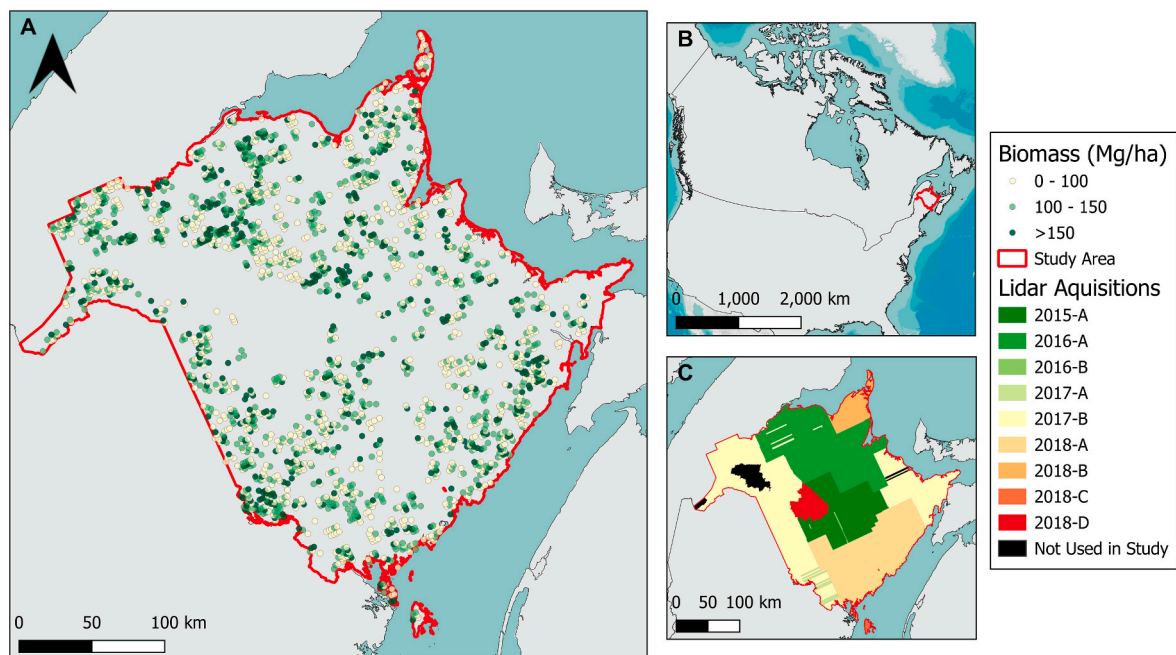 A
0 50 100 km
B
0 1,000 2,000 km
C
0 50 100 km
Biomass (Mg/ha)
0 - 100
100 - 150
>150
Study Area
Lidar Aquisitions
2015-A
2016-A
2016-B
2017-A
2017-B
2018-A
2018-B
2018-C
2018-D
Not Used in Study